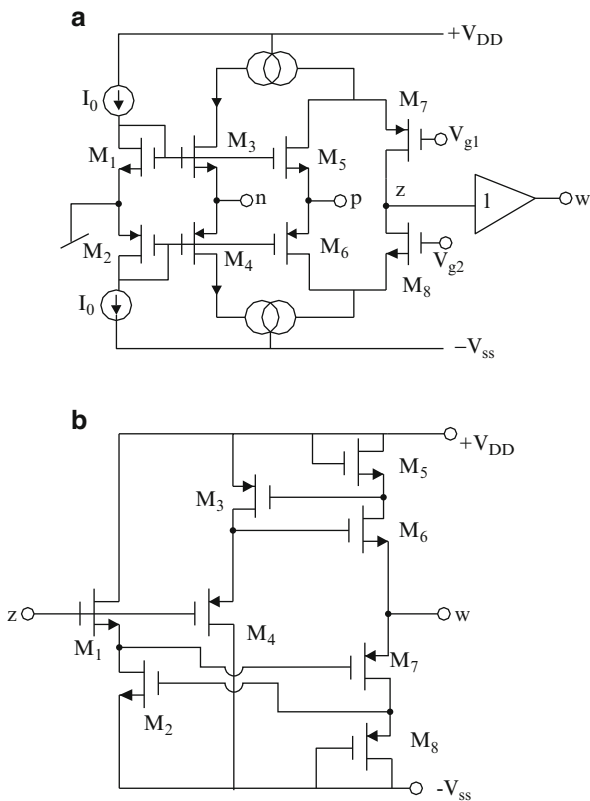 a
+V_DD
I_0
M_3
M_7
M_1
M_5
V_g1
n
p
z
1
w
M_2
M_4
M_6
V_g2
I_0
M_8
−V_ss
b
+V_DD
M_5
M_3
M_6
z
w
M_1
M_4
M_7
M_2
M_8
-V_ss